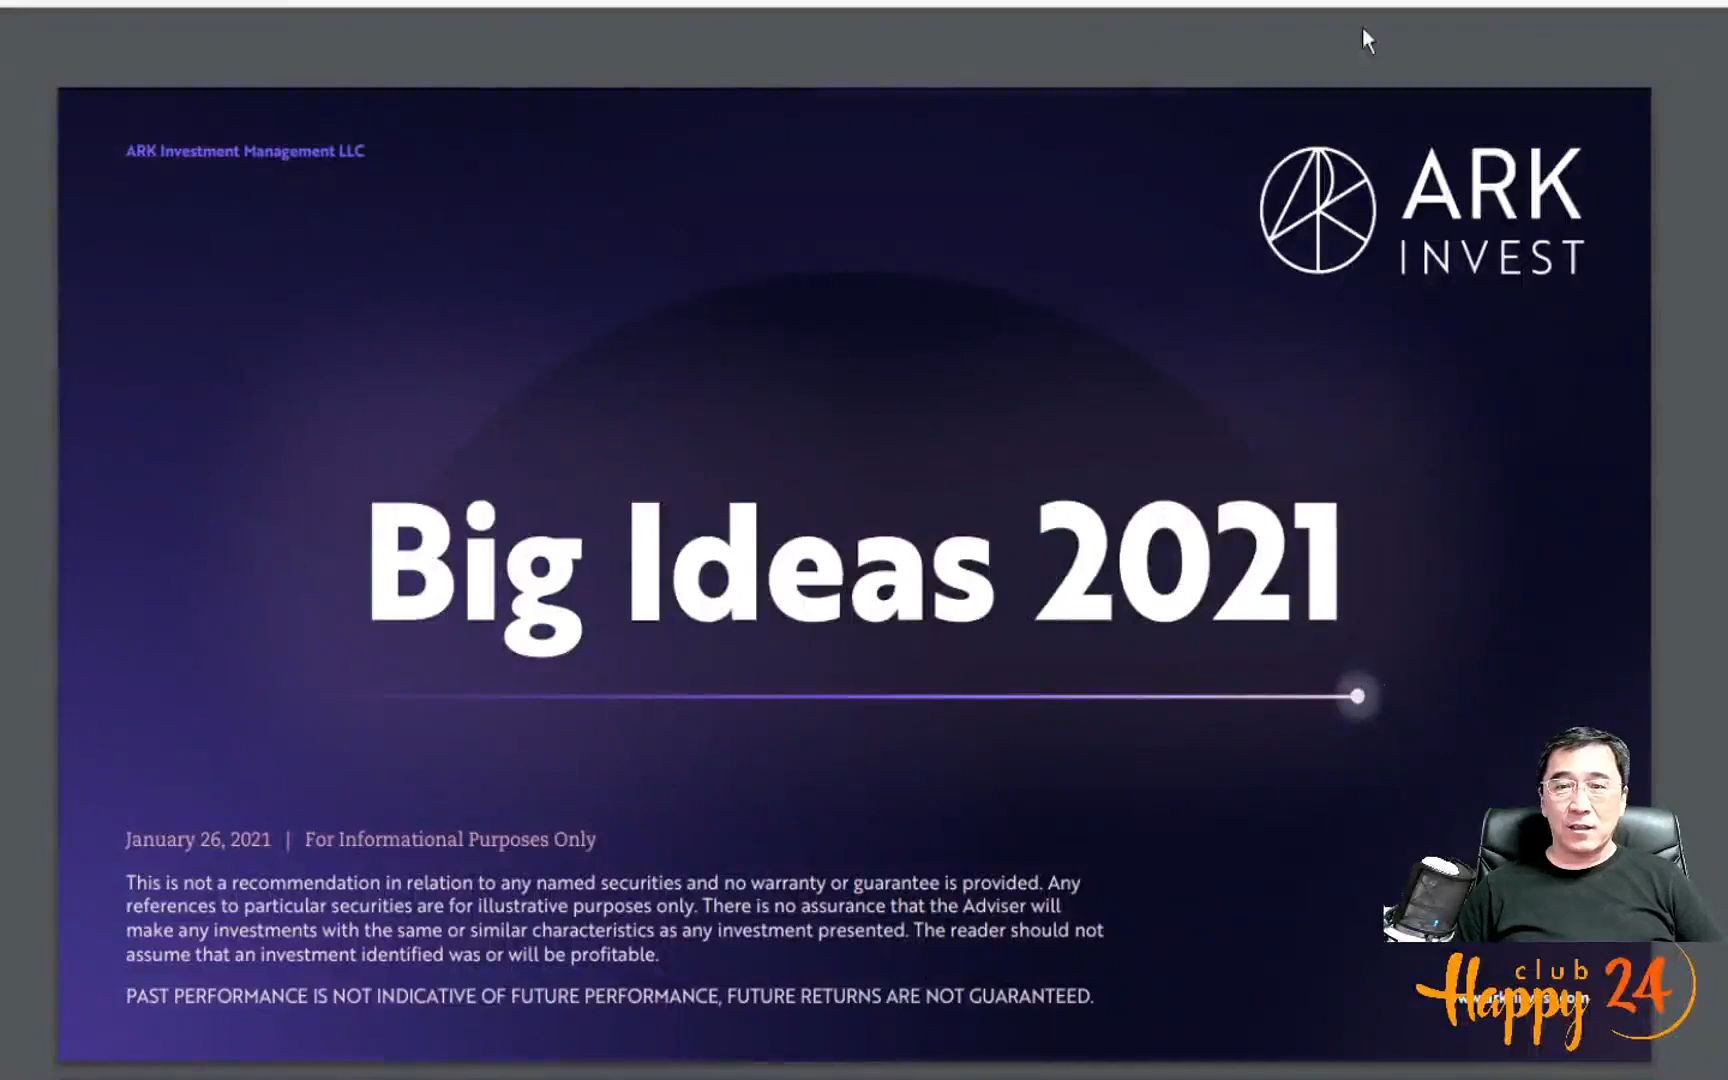 ARK Investment Management LLC
ARK
INVEST
Big Ideas 2021
January 26, 2021 | For Informational Purposes Only
This is not a recommendation in relation to any named securities and no warranty or guarantee is provided. Any
references to particular securities are for illustrative purposes only. There is no assurance that the Adviser will
make any investments with the same or similar characteristics as any investment presented. The reader should not
assume that an investment identified was or will be profitable.
PAST PERFORMANCE IS NOT INDICATIVE OF FUTURE PERFORMANCE, FUTURE RETURNS ARE NOT GUARANTEED.
club
Happy 24